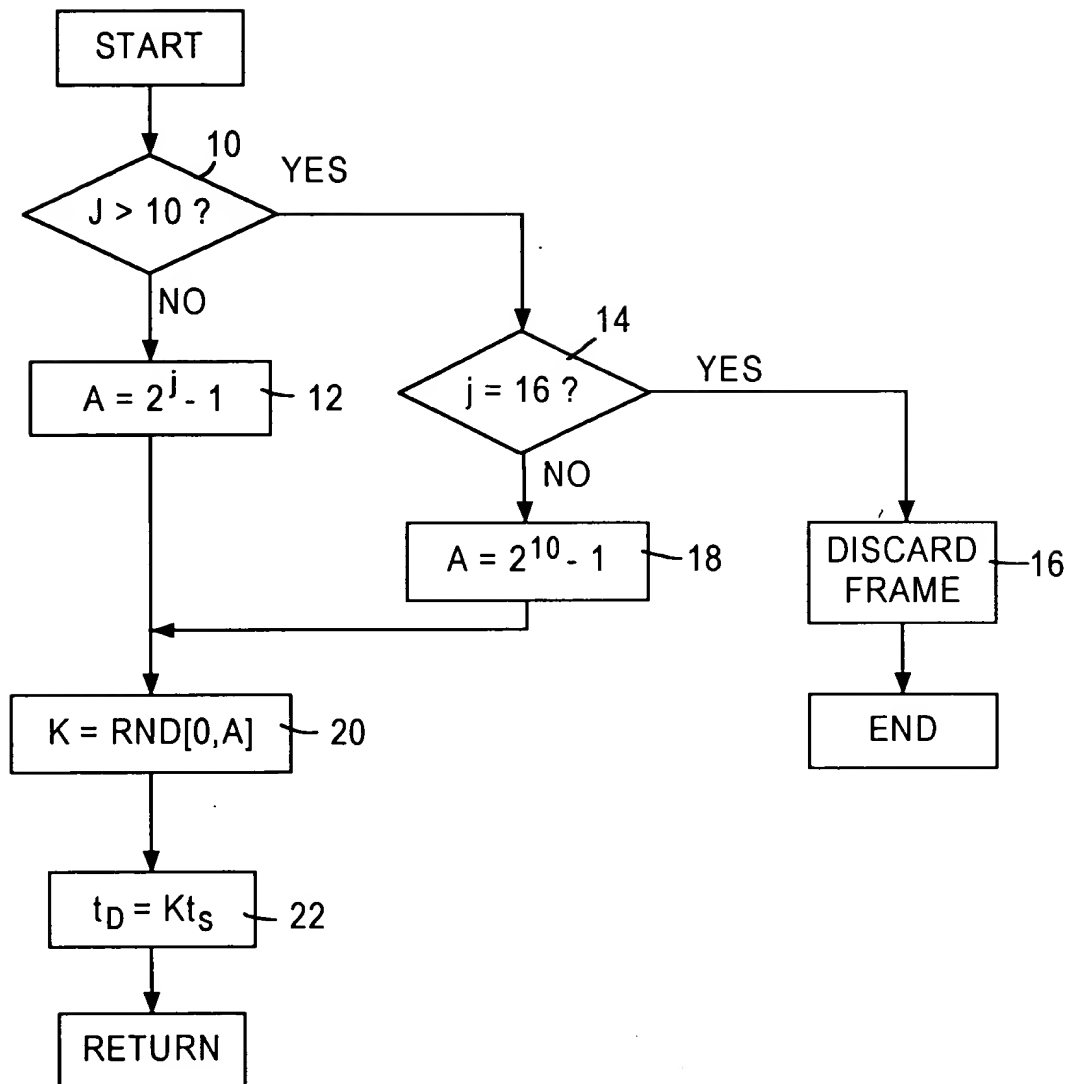 START
10
YES
J > 10 ?
NO
14
A = 2^j - 1
12
j = 16 ?
YES
NO
A = 2^10 - 1
18
DISCARD
FRAME
16
K = RND[0,A]
20
END
t_D = Kt_S
22
RETURN